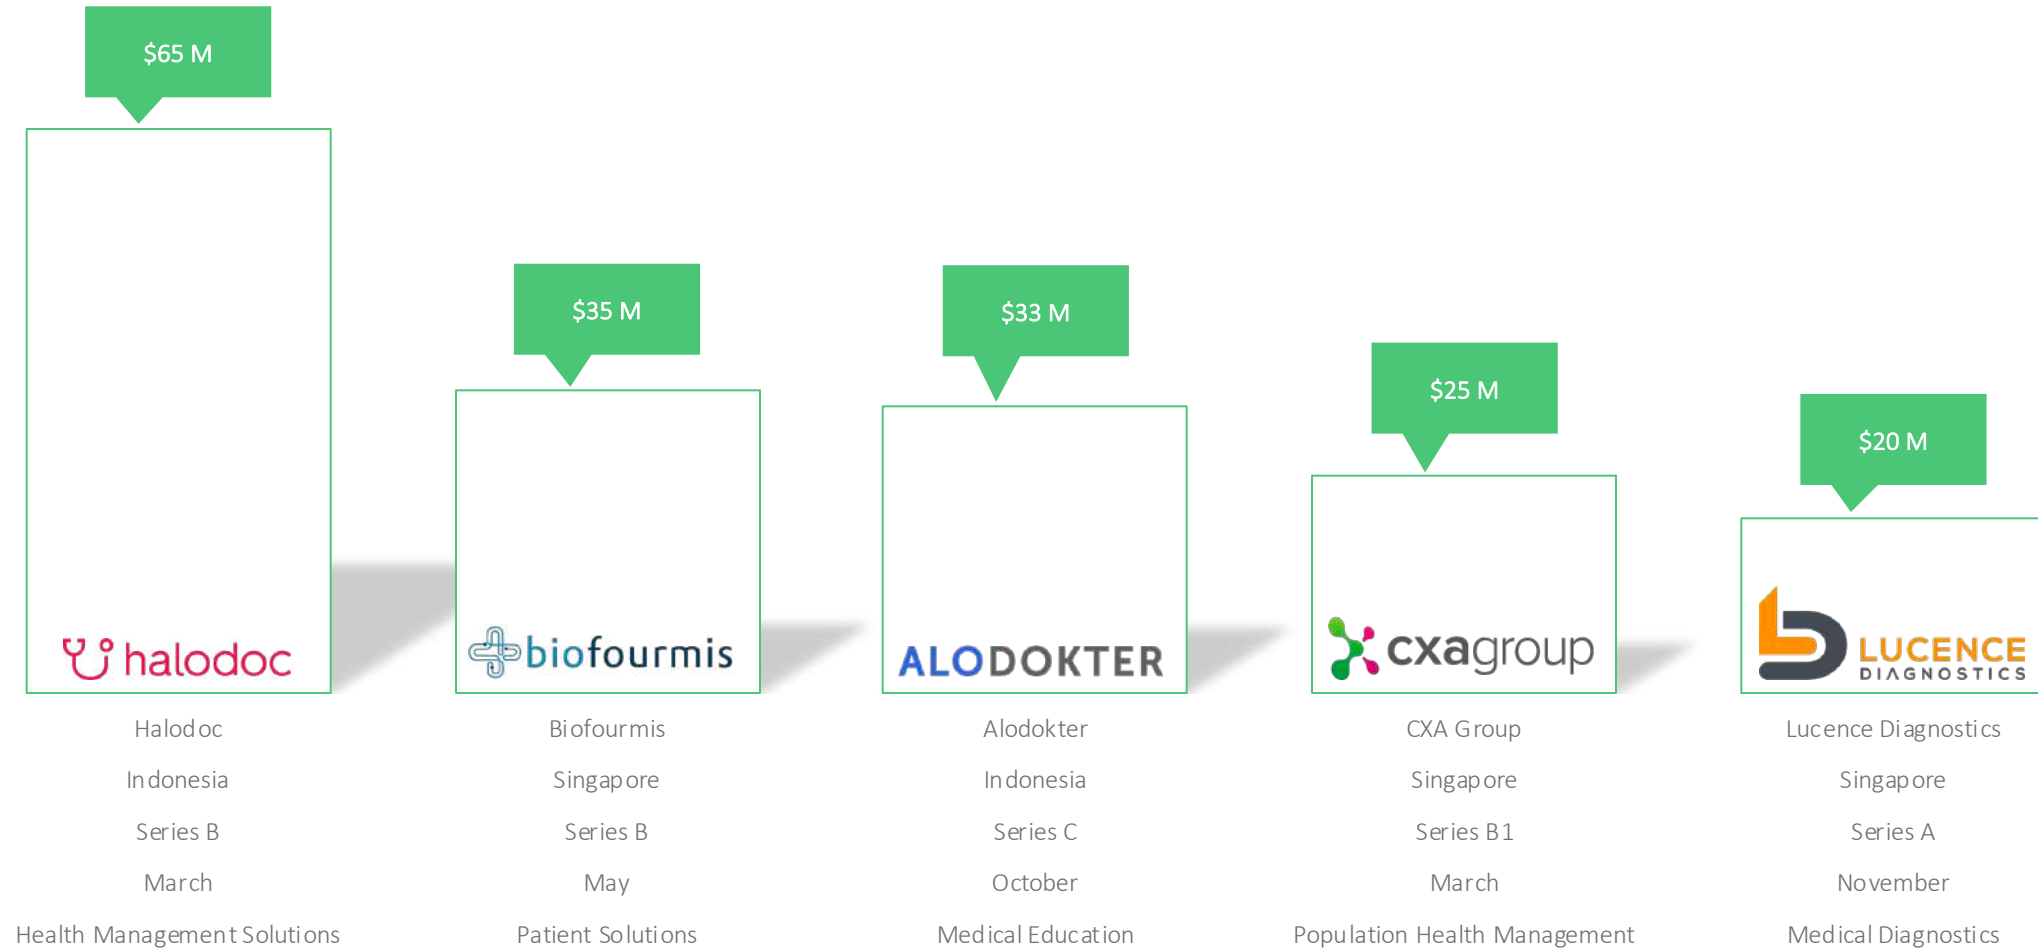 $65 M
$35 M
$33 M
$25 M
$20 M
halodoc
biofourmis
ALODOKTER
cxagroup
LUCENCE
DIAGNOSTICS
Halodoc
Biofourmis
Alodokter
CXA Group
Lucence Diagnostics
Indonesia
Singapore
Indonesia
Singapore
Singapore
Series B
Series B
Series C
Series B1
Series A
March
May
October
March
November
Health Management Solutions
Patient Solutions
Medical Education
Population Health Management
Medical Diagnostics